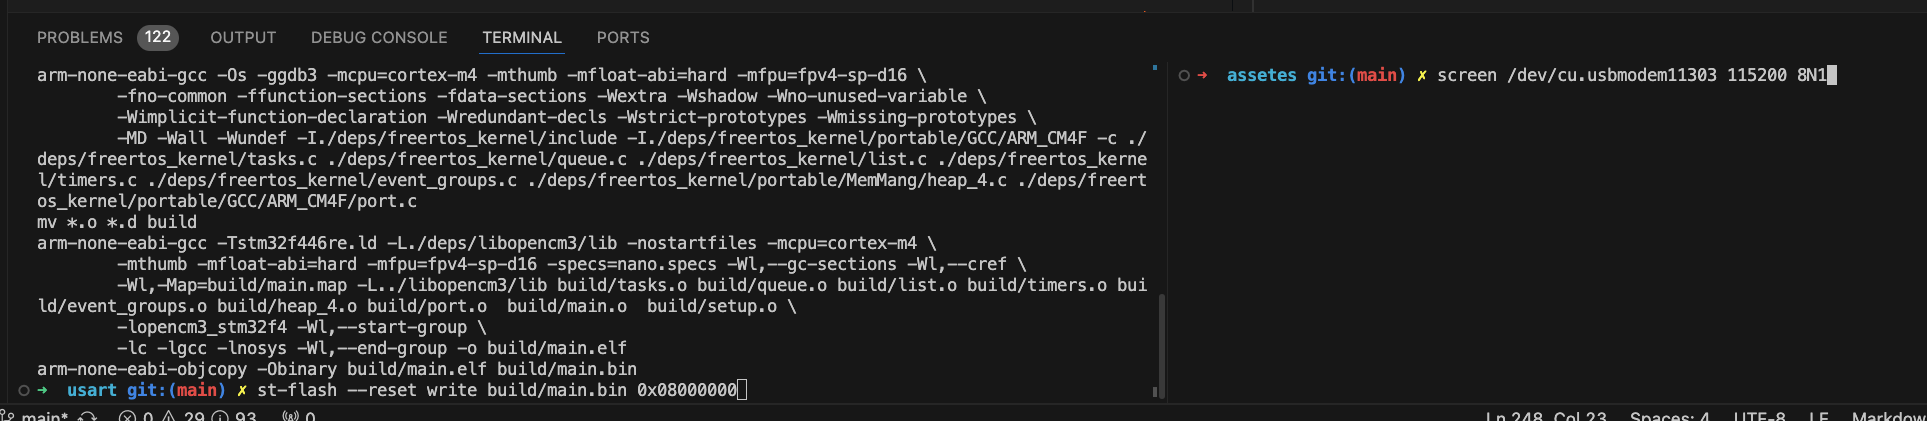 PROBLEMS 122 OUTPUT DEBUG CONSOLE TERMINAL PORTS
arm-none-eabi-gcc -Os -ggdb3 -mcpu=cortex-m4 -mthumb -mfloat-abi=hard -mfpu=fpv4-sp-d16 \
-fno-common -ffunction-sections -fdata-sections -Wextra -Wshadow -Wno-unused-variable \
-Wimplicit-function-declaration -Wredundant-decls -Wstrict-prototypes -Wmissing-prototypes \
-MD -Wall -Wundef -I./deps/freertos_kernel/include -I./deps/freertos_kernel/portable/GCC/ARM_CM4F -c ./
deps/freertos_kernel/tasks.c ./deps/freertos_kernel/queue.c ./deps/freertos_kernel/list.c ./deps/freertos_kerne
l/timers.c ./deps/freertos_kernel/event_groups.c ./deps/freertos_kernel/portable/MemMang/heap_4.c ./deps/freert
os_kernel/portable/GCC/ARM_CM4F/port.c
mv *.o *.d build
arm-none-eabi-gcc -Tstm32f446re.ld -L./deps/libopencm3/lib -nostartfiles -mcpu=cortex-m4 \
-mthumb -mfloat-abi=hard -mfpu=fpv4-sp-d16 -specs=nano.specs -Wl,--gc-sections -Wl,--cref \
-Wl,-Map=build/main.map -L../libopencm3/lib build/tasks.o build/queue.o build/list.o build/timers.o bui
ld/event_groups.o build/heap_4.o build/port.o  build/main.o  build/setup.o \
-lopencm3_stm32f4 -Wl,--start-group \
-lc -lgcc -lnosys -Wl,--end-group -o build/main.elf
arm-none-eabi-objcopy -Obinary build/main.elf build/main.bin
➜ usart git:(main) ✗ st-flash --reset write build/main.bin 0x08000000
➜ assetes git:(main) ✗ screen /dev/cu.usbmodem11303 115200 8N1
main* 0 29 93 0 Ln 248, Col 23 Spaces: 4 UTF-8 LF Markdow